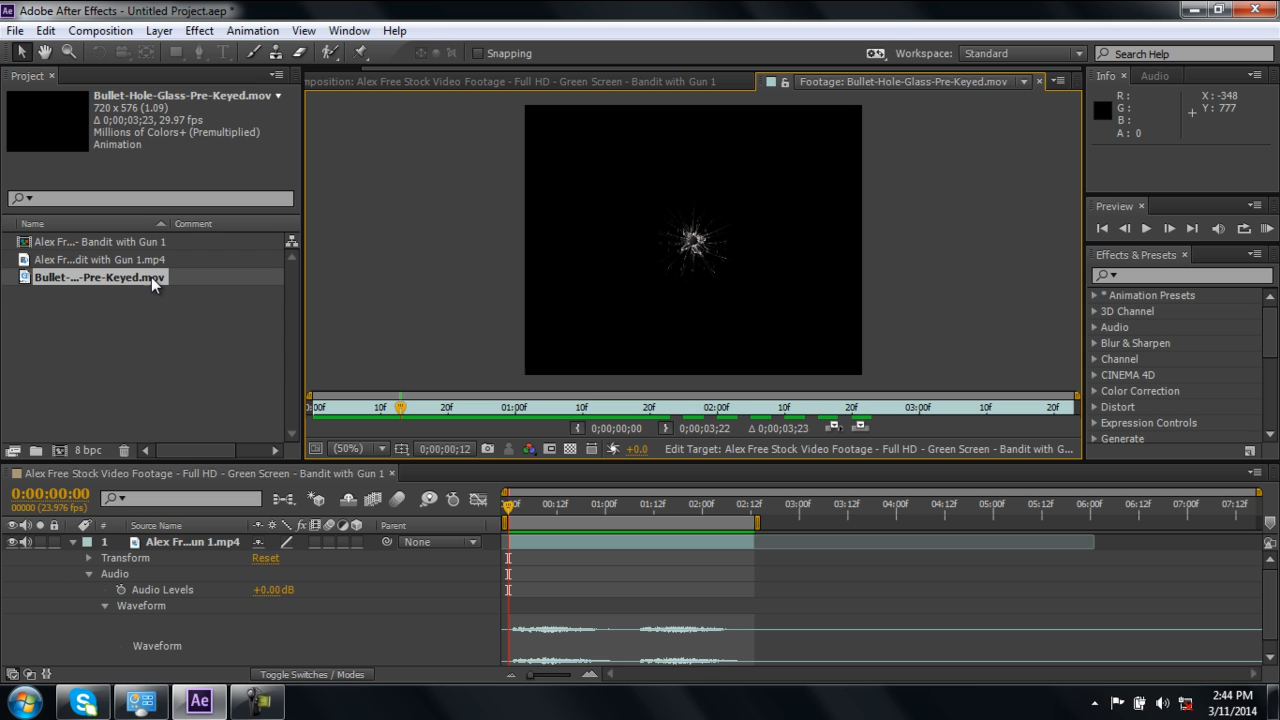 Ae Adobe After Effects - Untitled Project.aep *
File Edit Composition Layer Effect Animation View Window Help
Snapping
Workspace: Standard
Search Help
Project
Bullet-Hole-Glass-Pre-Keyed.mov
720 x 576 (1.09)
Δ 0;00;03;23, 29.97 fps
Millions of Colors+ (Premultiplied)
Animation
Name Comment
Alex Fr...- Bandit with Gun 1
Alex Fr...dit with Gun 1.mp4
Bullet-...-Pre-Keyed.mov
8 bpc
mposition: Alex Free Stock Video Footage - Full HD - Green Screen - Bandit with Gun 1
Footage: Bullet-Hole-Glass-Pre-Keyed.mov
):00f 10f 20f 01:00f 10f 20f 02:00f 10f 20f 03:00f 10f 20f
0;00;00;00 0;00;03;22 Δ 0;00;03;23
(50%) 0;00;00;12 +0.0 Edit Target: Alex Free Stock Video Footage - Full HD - Green Screen - Bandit with G...
Info Audio
R: X: -348
G: Y: 777
B:
A: 0
Preview
Effects & Presets
* Animation Presets
3D Channel
Audio
Blur & Sharpen
Channel
CINEMA 4D
Color Correction
Distort
Expression Controls
Generate
Alex Free Stock Video Footage - Full HD - Green Screen - Bandit with Gun 1
0:00:00:00
00000 (23.976 fps)
:00f 00:12f 01:00f 01:12f 02:00f 02:12f 03:00f 03:12f 04:00f 04:12f 05:00f 05:12f 06:00f 06:12f 07:00f 07:12f
# Source Name fx Parent
1 Alex Fr...un 1.mp4 None
Transform Reset
Audio
Audio Levels +0.00dB
Waveform
Waveform
Toggle Switches / Modes
S Ae
2:44 PM
3/11/2014